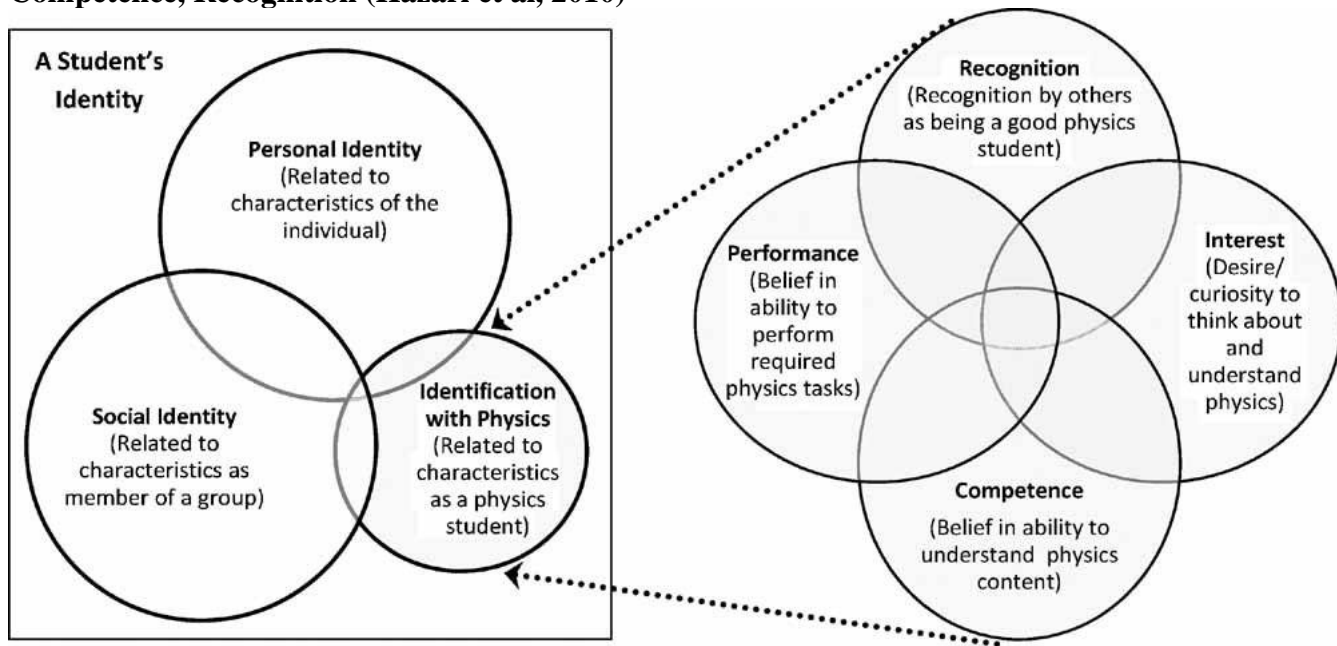 Competence, Recognition (Hazari et al, 2010)
A Student's
Identity
Personal Identity
(Related to
characteristics of the
individual)
Social Identity
(Related to
characteristics as
member of a group)
Identification
with Physics
(Related to
characteristics
as a physics
student)
Recognition
(Recognition by others
as being a good physics
student)
Performance
(Belief in
ability to
perform
required
physics tasks)
Interest
(Desire/
curiosity to
think about
and
understand
physics)
Competence
(Belief in ability to
understand physics
content)